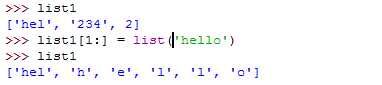 >>> list1
['hel', '234', 2]
>>> list1[1:] = list('hello')
>>> list1
['hel', 'h', 'e', 'l', 'l', 'o']